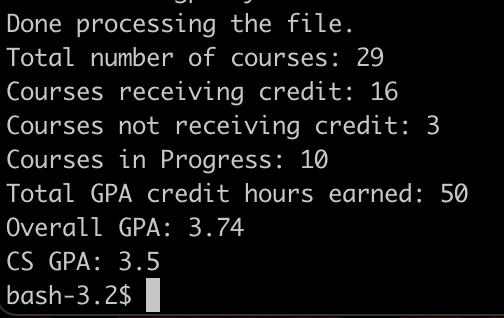 Done processing the file.
Total number of courses: 29
Courses receiving credit: 16
Courses not receiving credit: 3
Courses in Progress: 10
Total GPA credit hours earned: 50
Overall GPA: 3.74
CS GPA: 3.5
bash-3.2$